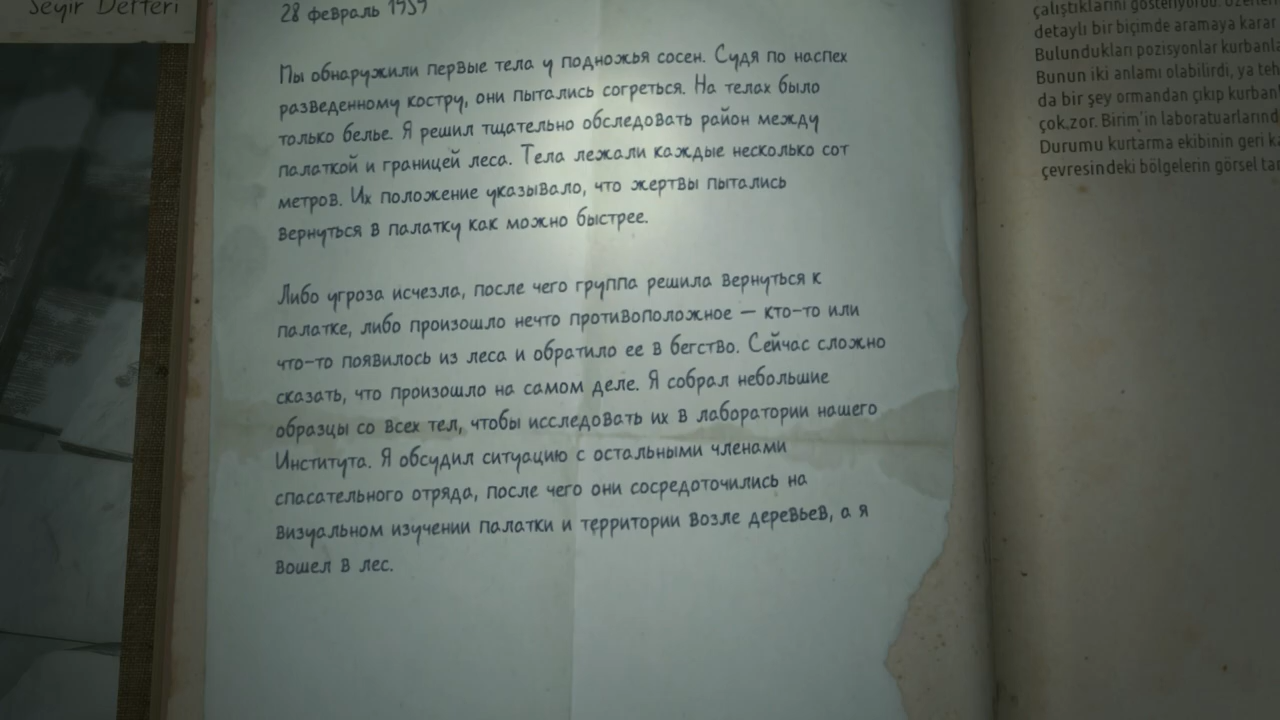 Seyir Defteri
28 февраль 1959
Мы обнаружили первые тела у подножья сосен. Судя по наспех
разведенному костру, они пытались согреться. На телах было
только белье. Я решил тщательно обследовать район между
палаткой и границей леса. Тела лежали каждые несколько сот
метров. Их положение указывало, что жертвы пытались
вернуться в палатку как можно быстрее.
Либо угроза исчезла, после чего группа решила вернуться к
палатке, либо произошло нечто противоположное — кто-то или
что-то появилось из леса и обратило ее в бегство. Сейчас сложно
сказать, что произошло на самом деле. Я собрал небольшие
образцы со всех тел, чтобы исследовать их в лаборатории нашего
Института. Я обсудил ситуацию с остальными членами
спасательного отряда, после чего они сосредоточились на
визуальном изучении палатки и территории возле деревьев, а я
вошел в лес.
çalıştıklarını gösteriyordu.
detaylı bir biçimde aramaya karar
Bulundukları pozisyonlar
Bunun iki anlamı olabilirdi, ya
da bir şey ormandan çıkıp
çok zor. Birim'in
Durumu kurtarma ekibinin geri
çevresindeki bölgelerin görsel